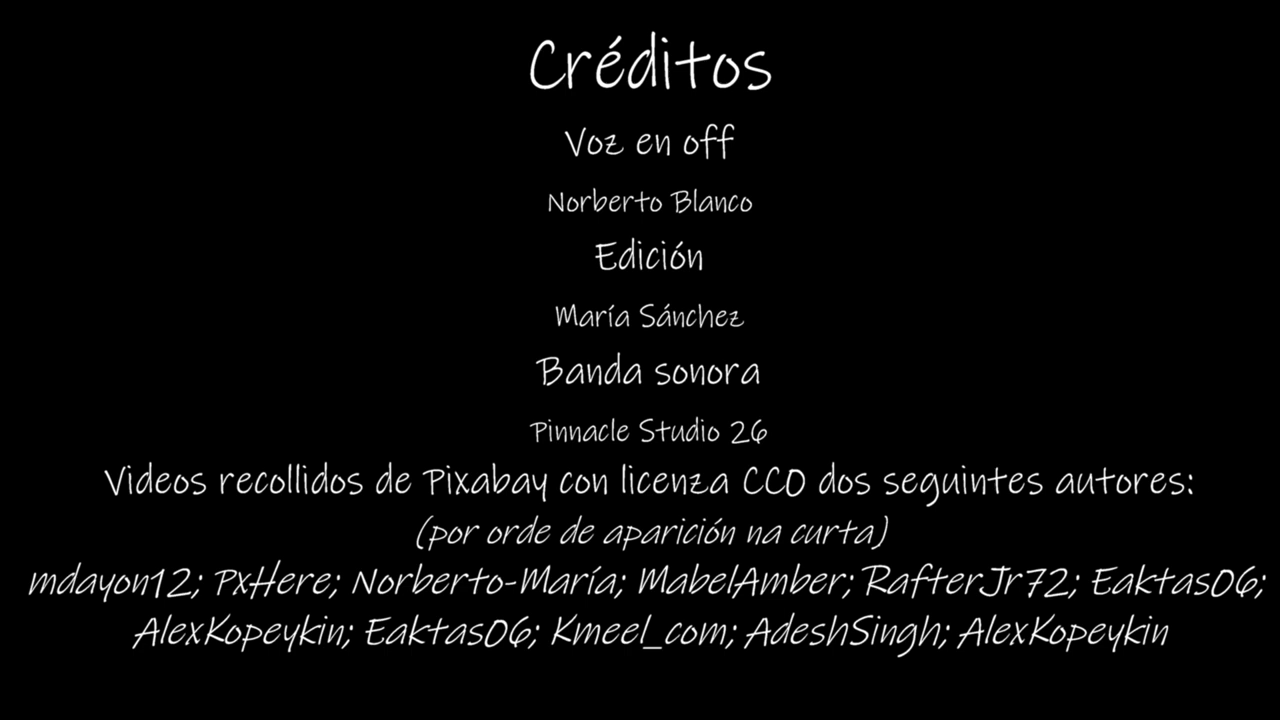 Créditos
Voz en off
Norberto Blanco
Edición
María Sánchez
Banda sonora
Pinnacle Studio 26
Videos recollidos de Pixabay con licenza CC0 dos seguintes autores:
(por orde de aparición na curta)
mdayon12; PxHere; Norberto-María; MabelAmber; RafterJr72; Eaktas06;
AlexKopeykin; Eaktas06; Kmeel_com; AdeshSingh; AlexKopeykin